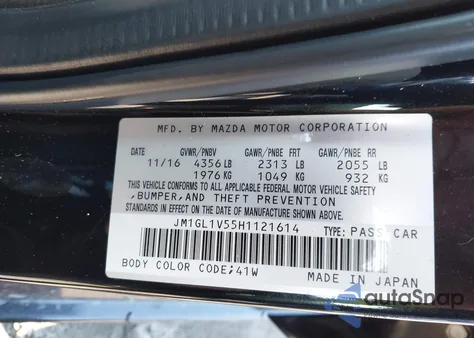 MFD. BY MAZDA MOTOR CORPORATION
DATE GVWR/PNBV GAWR/PNBE FRT GAWR/PNBE RR
11/16 4356 LB 2313 LB 2055 LB
1976 KG 1049 KG 932 KG
THIS VEHICLE CONFORMS TO ALL APPLICABLE FEDERAL MOTOR VEHICLE SAFETY
,BUMPER,AND THEFT PREVENTION
STANDARDS IN EFFECT ON THE DATE OF MANUFACTURE SHOWN ABOVE.
JM1GL1V55H1121614 TYPE: PASS CAR
BODY COLOR CODE;41W MADE IN JAPAN
autoSnap